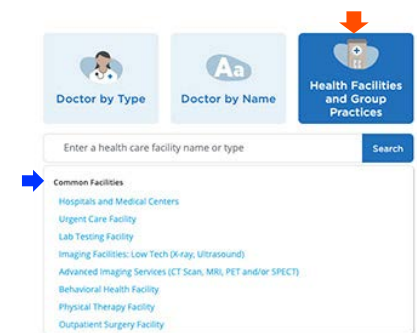 Aa
Doctor by Type
Doctor by Name
Health Facilities
and Group
Practices
Enter a health care facility name or type
Search
Common Facilities
Hospitals and Medical Centers
Urgent Care Facility
Lab Testing Facility
Imaging Facilities: Low Tech (X-ray, Ultrasound)
Advanced Imaging Services (CT Scan, MRI, PET and/or SPECT)
Behavioral Health Facility
Physical Therapy Facility
Outpatient Surgery Facility